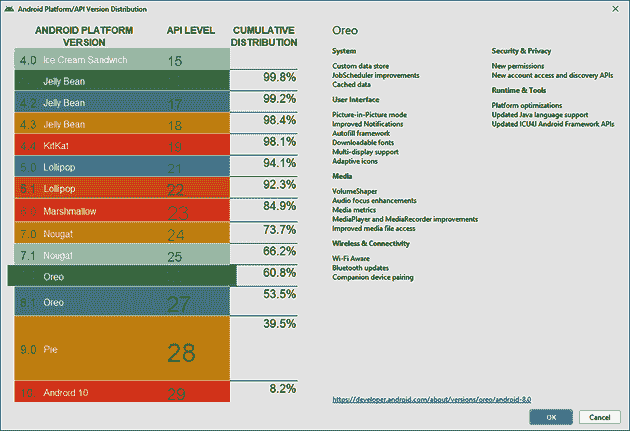 Android Platform/API Version Distribution
ANDROID PLATFORM
VERSION
API LEVEL
CUMULATIVE
DISTRIBUTION
4.0 Ice Cream Sandwich 15
Jelly Bean 99.8%
4.2 Jelly Bean 17 99.2%
4.3 Jelly Bean 18 98.4%
4.4 KitKat 19 98.1%
5.0 Lollipop 21 94.1%
5.1 Lollipop 22 92.3%
Marshmallow 23 84.9%
7.0 Nougat 24 73.7%
7.1 Nougat 25 66.2%
Oreo 60.8%
8.1 Oreo 27 53.5%
39.5%
9.0 Pie 28
10. Android 10 29 8.2%
Oreo
System
Custom data store
JobScheduler improvements
Cached data
User Interface
Picture-in-Picture mode
Improved Notifications
Autofill framework
Downloadable fonts
Multi-display support
Adaptive icons
Media
VolumeShaper
Audio focus enhancements
Media metrics
MediaPlayer and MediaRecorder improvements
Improved media file access
Wireless & Connectivity
Wi-Fi Aware
Bluetooth updates
Companion device pairing
Security & Privacy
New permissions
New account access and discovery APIs
Runtime & Tools
Platform optimizations
Updated Java language support
Updated ICU4J Android Framework APIs
https://developer.android.com/about/versions/oreo/android-8.0
OK
Cancel